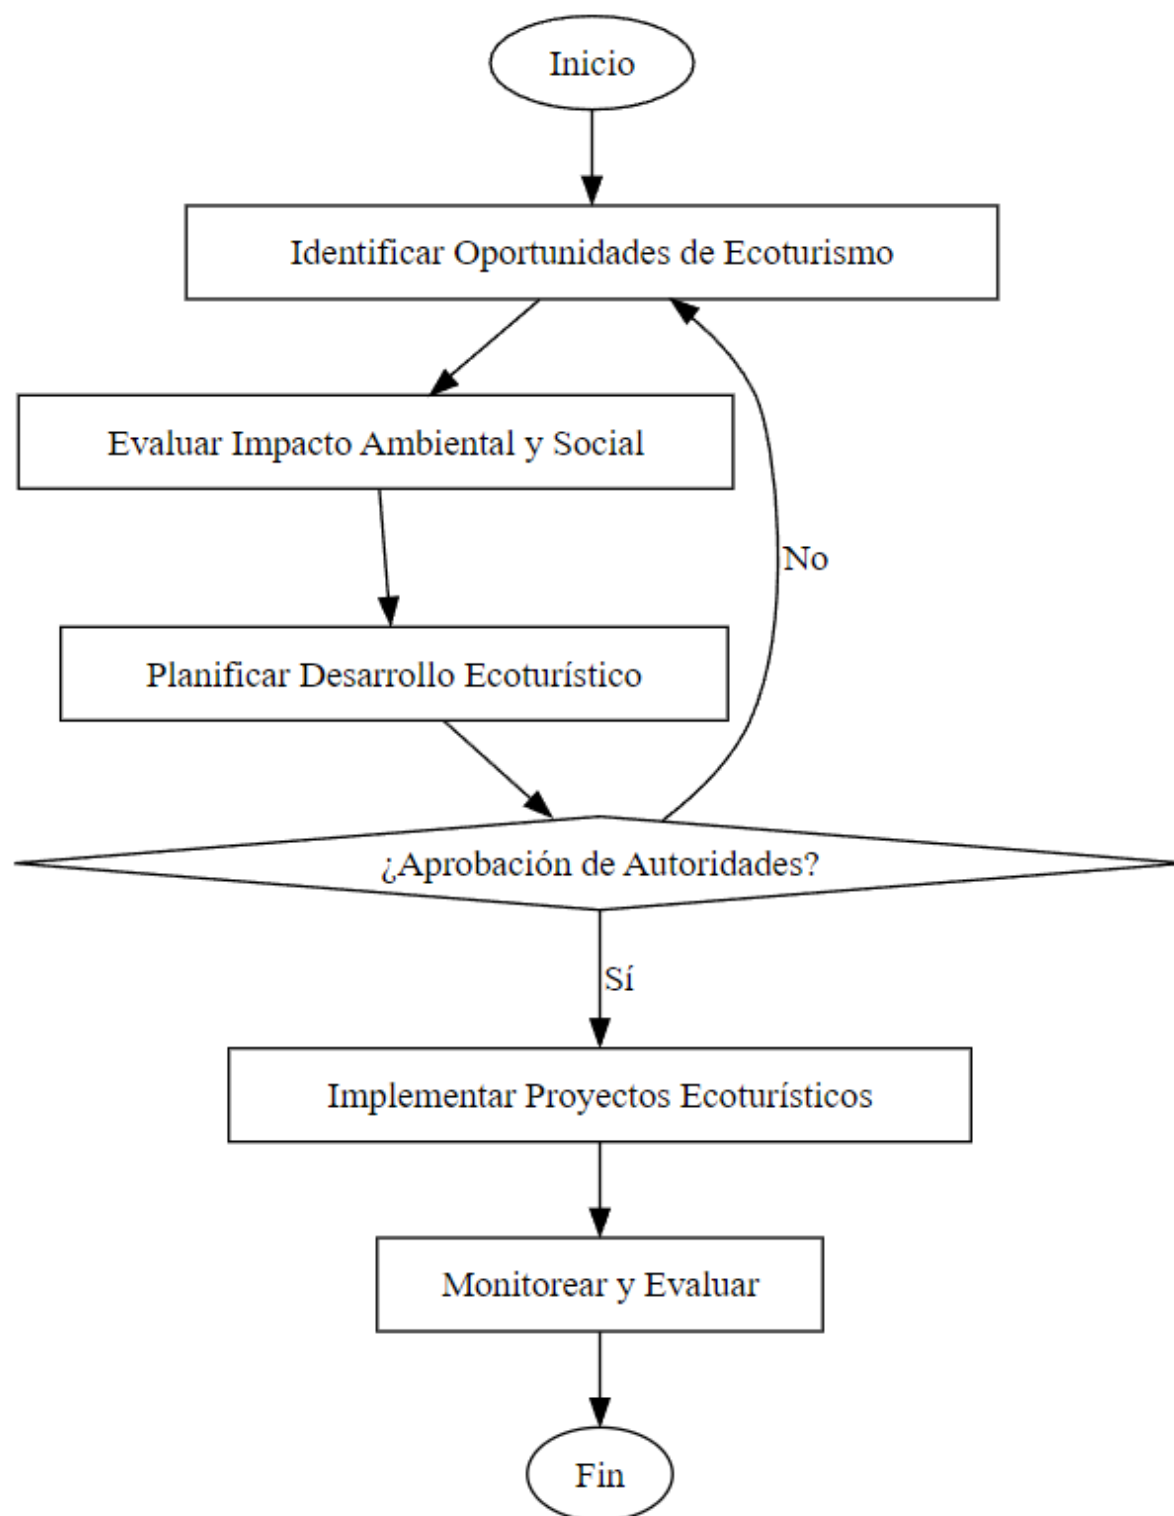 Inicio
Identificar Oportunidades de Ecoturismo
Evaluar Impacto Ambiental y Social
No
Planificar Desarrollo Ecoturístico
¿Aprobación de Autoridades?
Sí
Implementar Proyectos Ecoturísticos
Monitorear y Evaluar
Fin